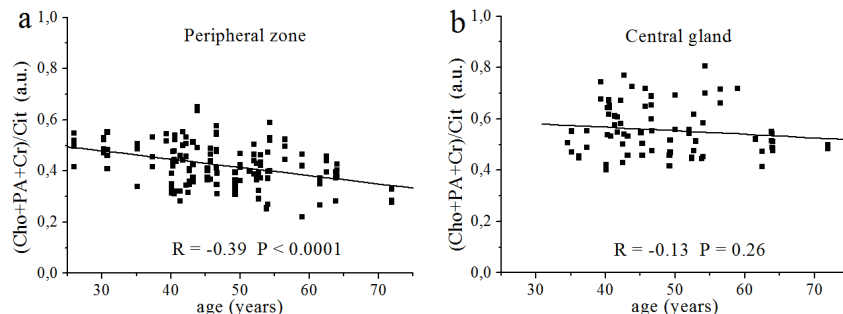 a
Peripheral zone
(Cho+PA+Cr)/Cit (a.u.)
1,0
0,8
0,6
0,4
0,2
0,0
R = -0.39 P < 0.0001
30 40 50 60 70
age (years)
b
Central gland
(Cho+PA+Cr)/Cit (a.u.)
1,0
0,8
0,6
0,4
0,2
0,0
R = -0.13 P = 0.26
30 40 50 60 70
age (years)